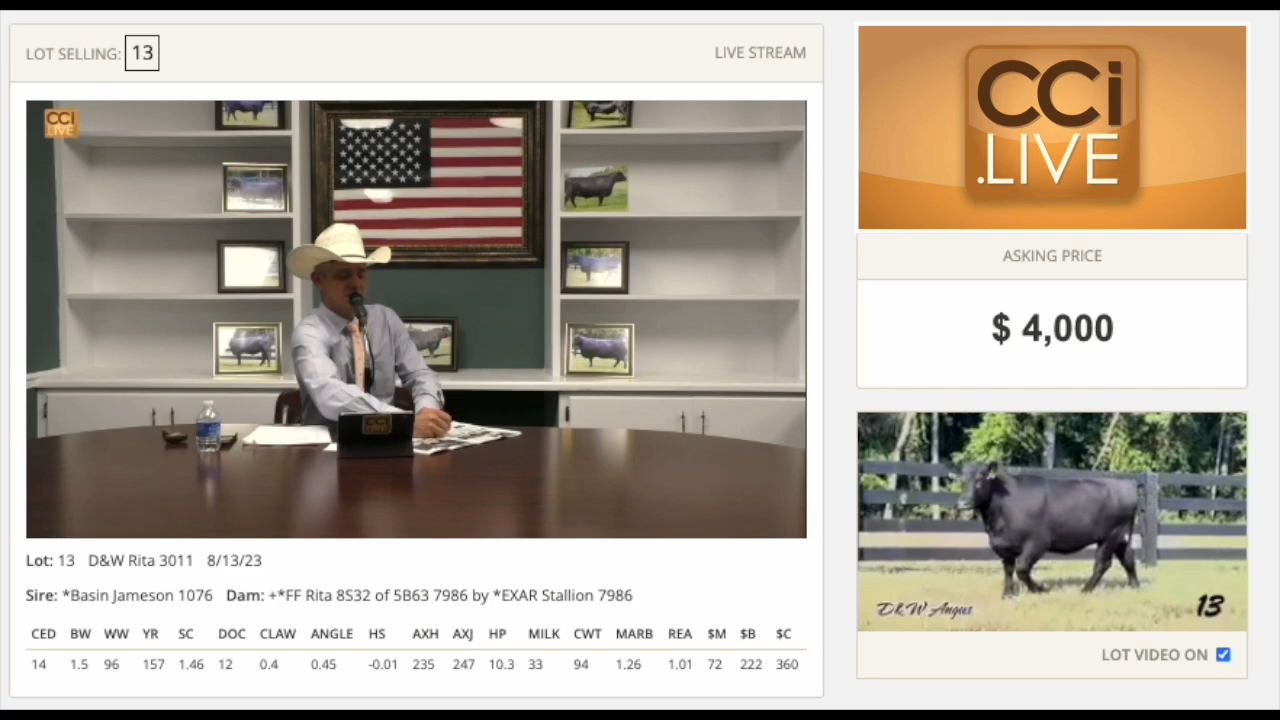 LOT SELLING: 13
LIVE STREAM
CCi
LIVE
CCi
Lot: 13 D&W Rita 3011 8/13/23
Sire: *Basin Jameson 1076 Dam: +*FF Rita 8S32 of 5B63 7986 by *EXAR Stallion 7986
CED BW WW YR SC DOC CLAW ANGLE HS AXH AXJ HP MILK CWT MARB REA $M $B $C
14 1.5 96 157 1.46 12 0.4 0.45 -0.01 235 247 10.3 33 94 1.26 1.01 72 222 360
CCi
.LIVE
ASKING PRICE
$ 4,000
D&W Angus 13
LOT VIDEO ON